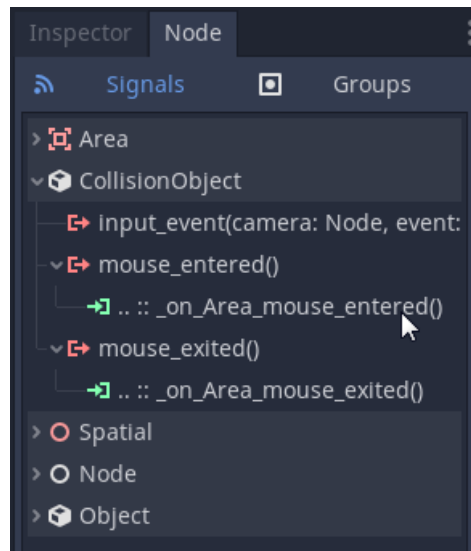 Inspector Node
Signals Groups
Area
CollisionObject
input_event(camera: Node, event:
mouse_entered()
.. :: _on_Area_mouse_entered()
mouse_exited()
.. :: _on_Area_mouse_exited()
Spatial
Node
Object